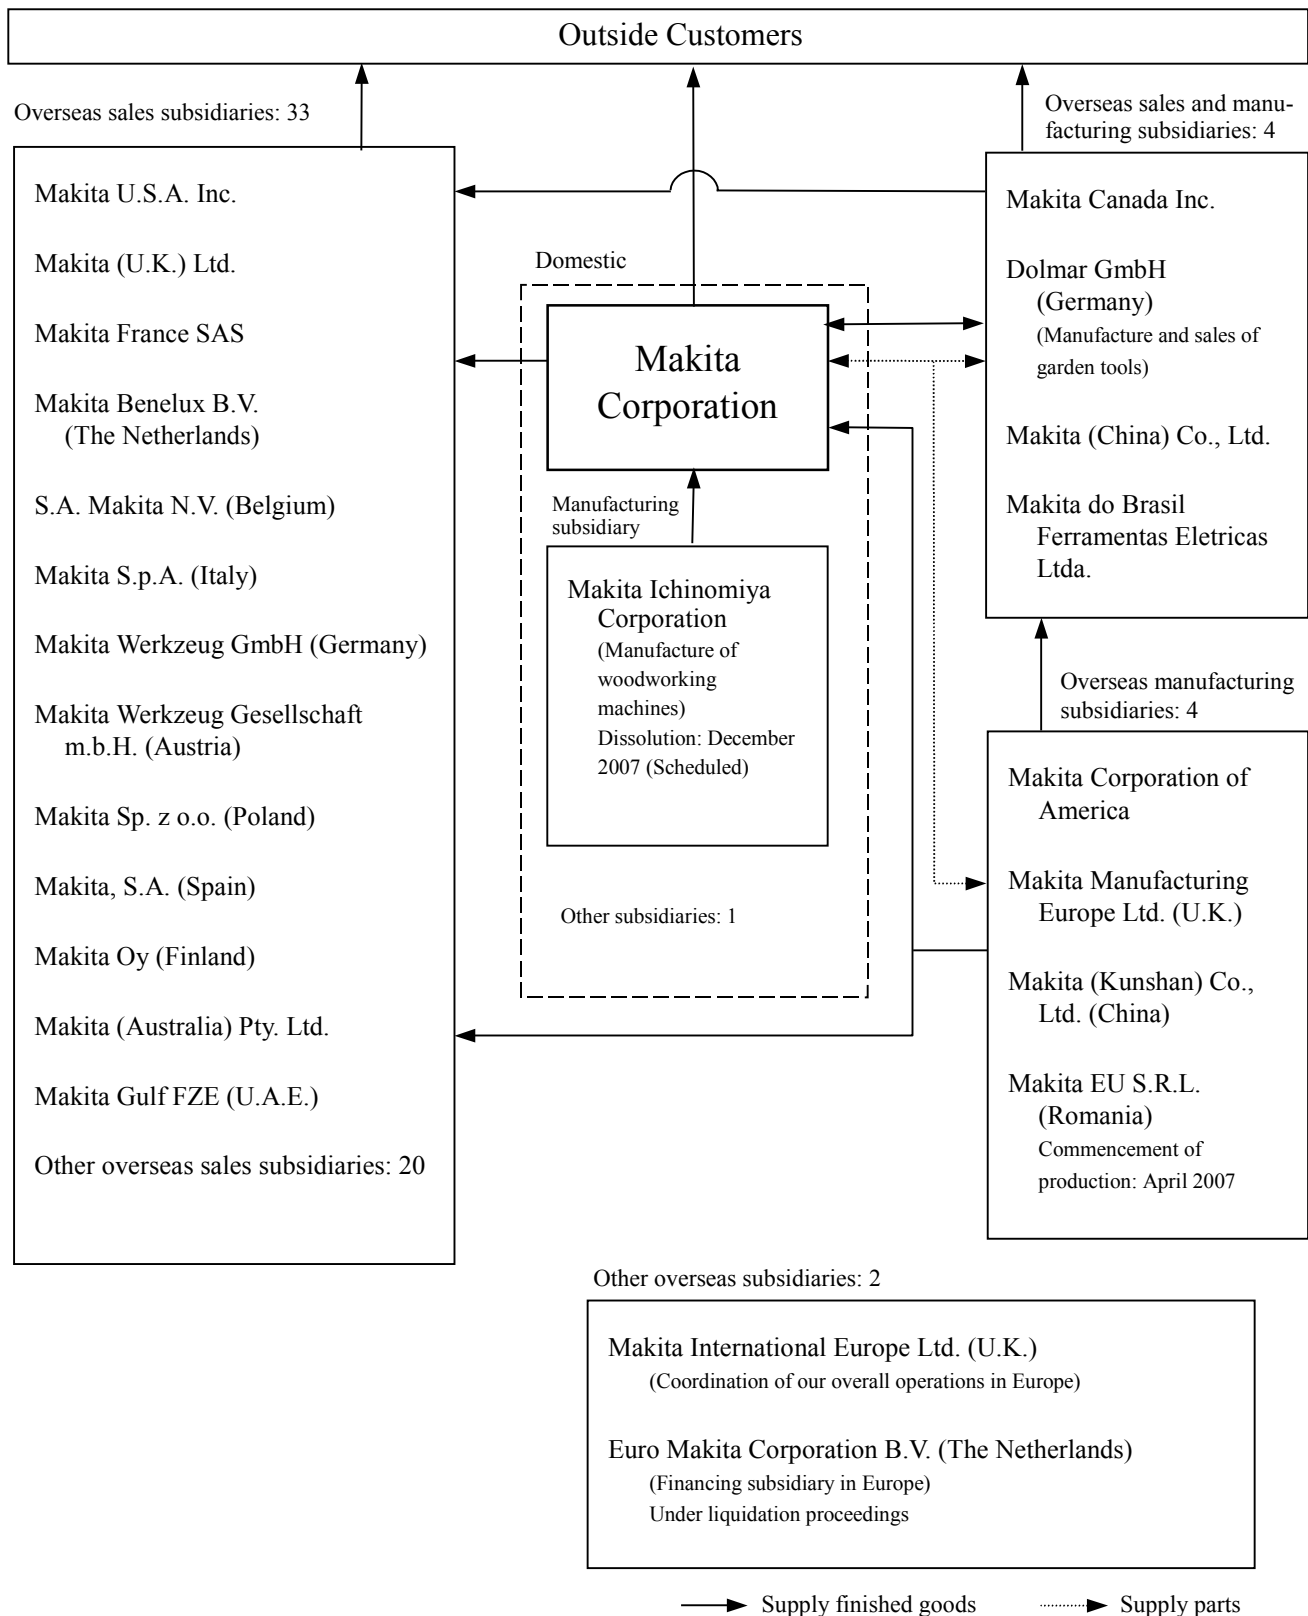 Outside Customers
Overseas sales subsidiaries: 33
Makita U.S.A. Inc.
Makita (U.K.) Ltd.
Makita France SAS
Makita Benelux B.V.
(The Netherlands)
S.A. Makita N.V. (Belgium)
Makita S.p.A. (Italy)
Makita Werkzeug GmbH (Germany)
Makita Werkzeug Gesellschaft
m.b.H. (Austria)
Makita Sp. z o.o. (Poland)
Makita, S.A. (Spain)
Makita Oy (Finland)
Makita (Australia) Pty. Ltd.
Makita Gulf FZE (U.A.E.)
Other overseas sales subsidiaries: 20
Domestic
Makita
Corporation
Manufacturing
subsidiary
Makita Ichinomiya
Corporation
(Manufacture of
woodworking
machines)
Dissolution: December
2007 (Scheduled)
Other subsidiaries: 1
Overseas sales and manu-
facturing subsidiaries: 4
Makita Canada Inc.
Dolmar GmbH
(Germany)
(Manufacture and sales of
garden tools)
Makita (China) Co., Ltd.
Makita do Brasil
Ferramentas Eletricas
Ltda.
Overseas manufacturing
subsidiaries: 4
Makita Corporation of
America
Makita Manufacturing
Europe Ltd. (U.K.)
Makita (Kunshan) Co.,
Ltd. (China)
Makita EU S.R.L.
(Romania)
Commencement of
production: April 2007
Other overseas subsidiaries: 2
Makita International Europe Ltd. (U.K.)
(Coordination of our overall operations in Europe)
Euro Makita Corporation B.V. (The Netherlands)
(Financing subsidiary in Europe)
Under liquidation proceedings
Supply finished goods
Supply parts